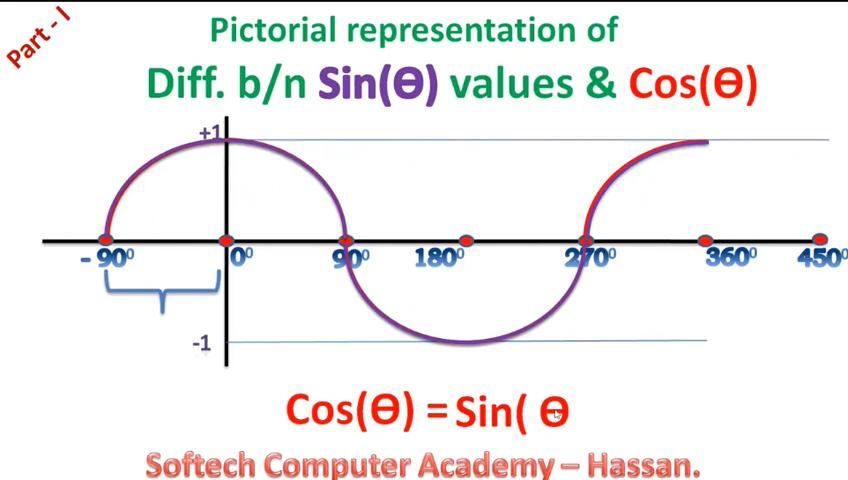 Part - I
Pictorial representation of
Diff. b/n Sin(Ө) values & Cos(Ө)
+1
- 90⁰ 0⁰ 90⁰ 180⁰ 270⁰ 360⁰ 450⁰
-1
Cos(Ө) = Sin( Ө
Softech Computer Academy – Hassan.